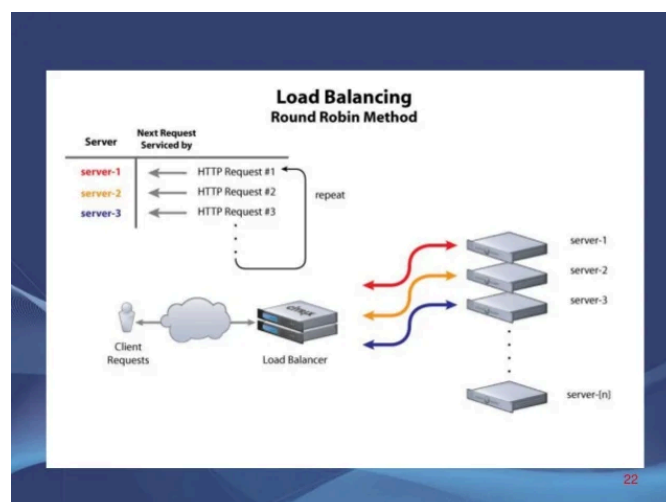 Load Balancing
Round Robin Method
Server
Next Request
Serviced by
server-1
HTTP Request #1
server-2
HTTP Request #2
server-3
HTTP Request #3
repeat
server-1
server-2
server-3
citrix
Client
Requests
Load Balancer
server-[n]
22